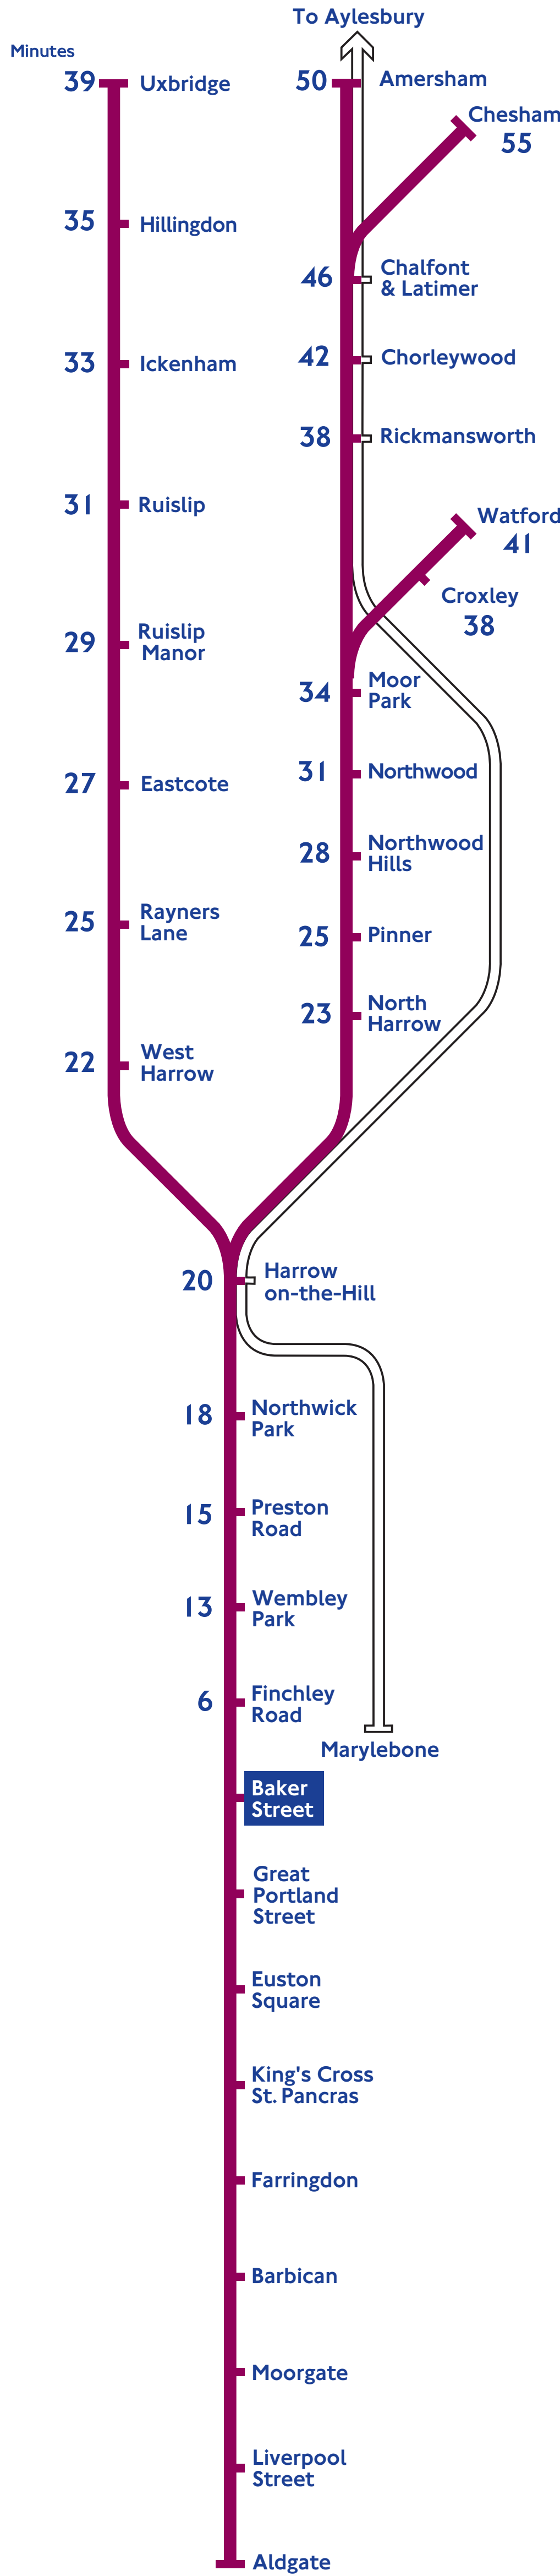 To Aylesbury
Minutes
39 Uxbridge
50 Amersham
Chesham
55
35 Hillingdon
46 Chalfont
& Latimer
33 Ickenham
42 Chorleywood
38 Rickmansworth
31 Ruislip
Watford
41
Croxley
38
29 Ruislip
Manor
34 Moor
Park
31 Northwood
27 Eastcote
28 Northwood
Hills
25 Rayners
Lane
25 Pinner
23 North
Harrow
22 West
Harrow
20 Harrow
on-the-Hill
18 Northwick
Park
15 Preston
Road
13 Wembley
Park
6 Finchley
Road
Marylebone
Baker
Street
Great
Portland
Street
Euston
Square
King's Cross
St. Pancras
Farringdon
Barbican
Moorgate
Liverpool
Street
Aldgate